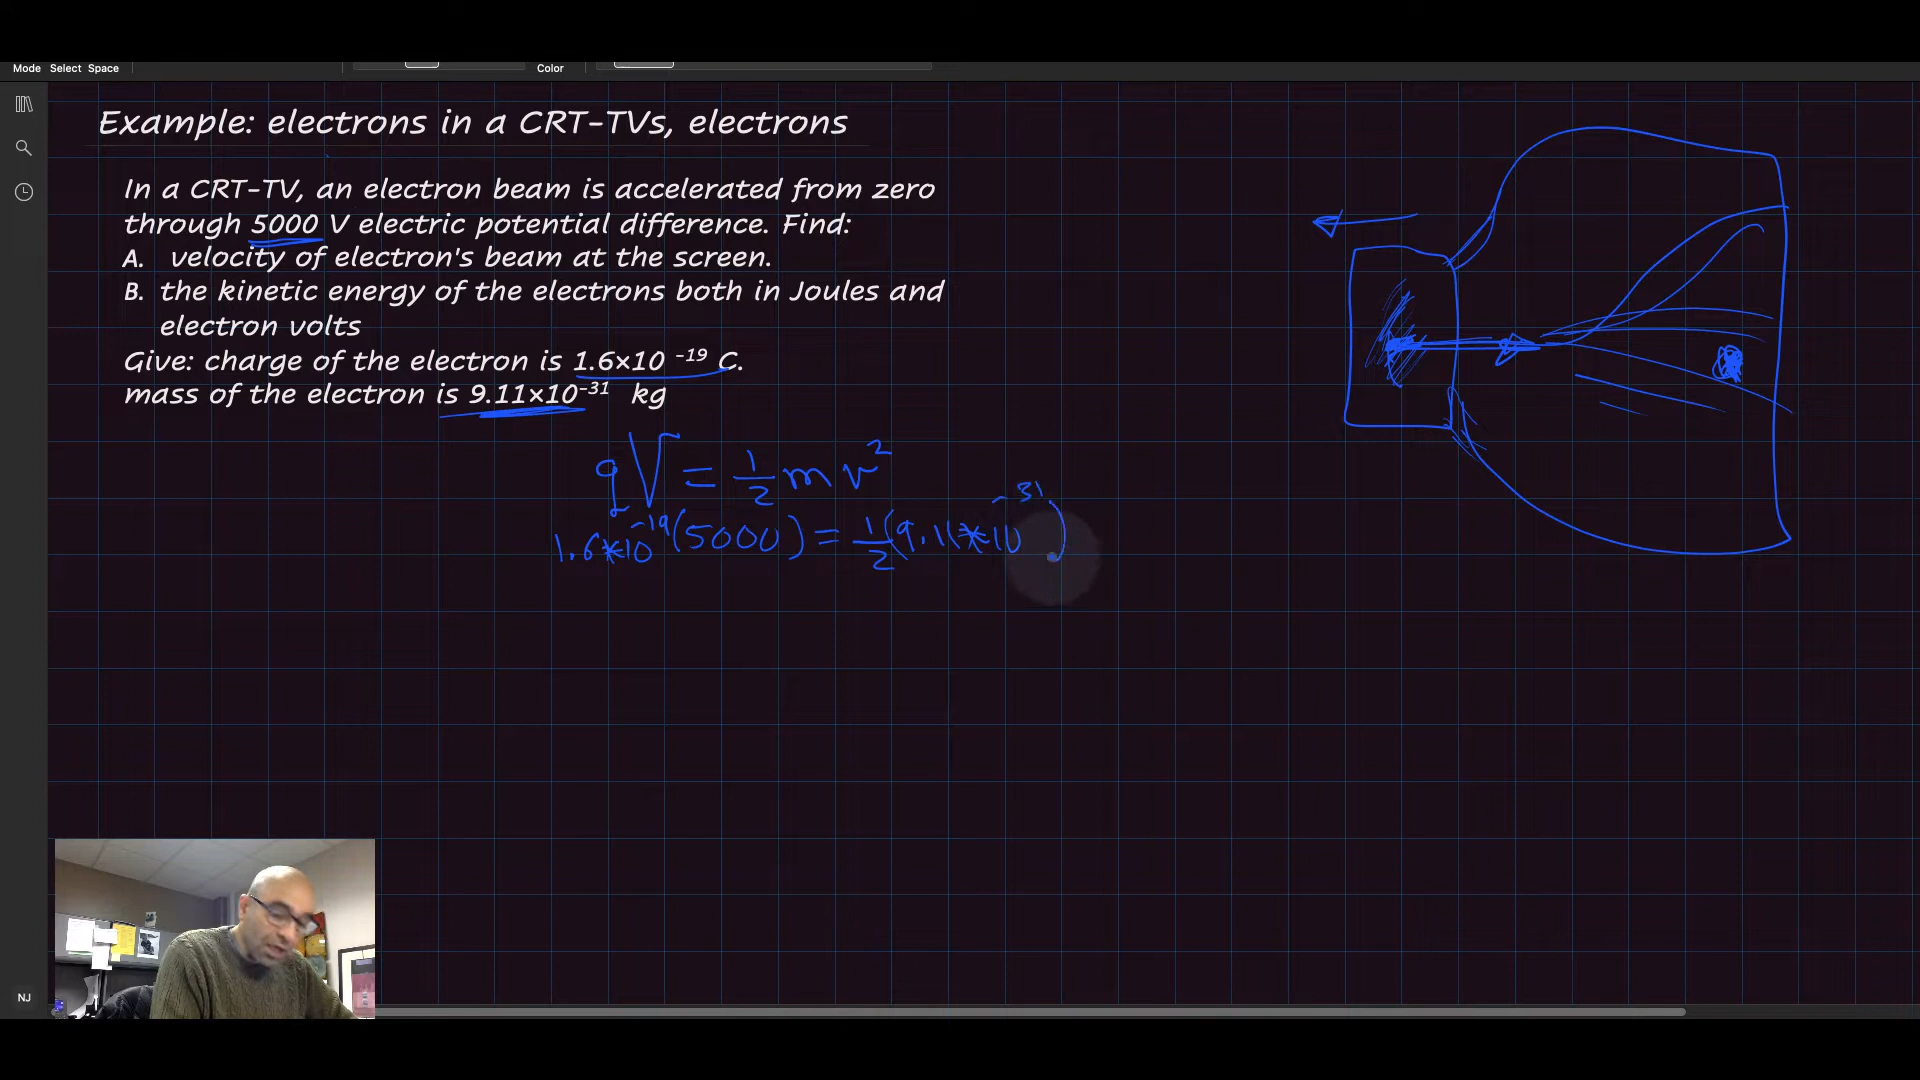 Mode Select Space Color
Example: electrons in a CRT-TVs, electrons
In a CRT-TV, an electron beam is accelerated from zero
through 5000 V electric potential difference. Find:
A. velocity of electron's beam at the screen.
B. the kinetic energy of the electrons both in Joules and
electron volts
Give: charge of the electron is 1.6×10 ⁻¹⁹ C.
mass of the electron is 9.11×10⁻³¹ kg
qV = 1/2 mv²
1.6*10⁻¹⁹(5000) = 1/2(9.11*10⁻³¹)
NJ